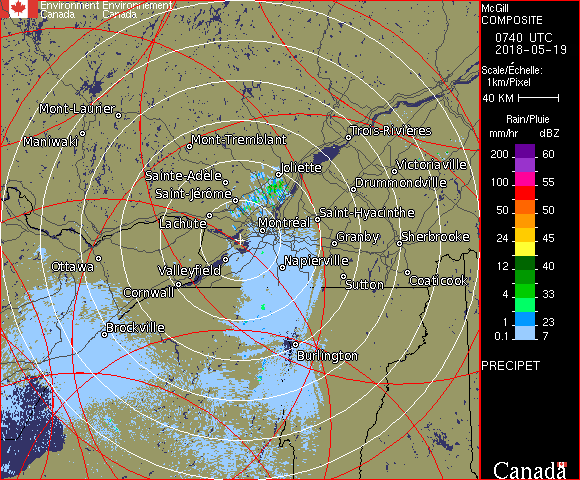 Environment Environnement
Canada Canada
McGill
COMPOSITE
0740 UTC
2018-05-19
Scale/Échelle:
1km/Pixel
40 KM
Rain/Pluie
mm/hr dBZ
200 60
100 55
50 50
24 45
12 40
4 33
1 23
0.1 7
PRECIPET
Mont-Laurier
Maniwaki
Mont-Tremblant
Trois-Rivières
Sainte-Adèle
Joliette
Victoriaville
Saint-Jérôme
Drummondville
Lachute
Montréal
Saint-Hyacinthe
Granby
Sherbrooke
Ottawa
Valleyfield
Napierville
Cornwall
Sutton
Coaticook
Brockville
Burlington
Canada